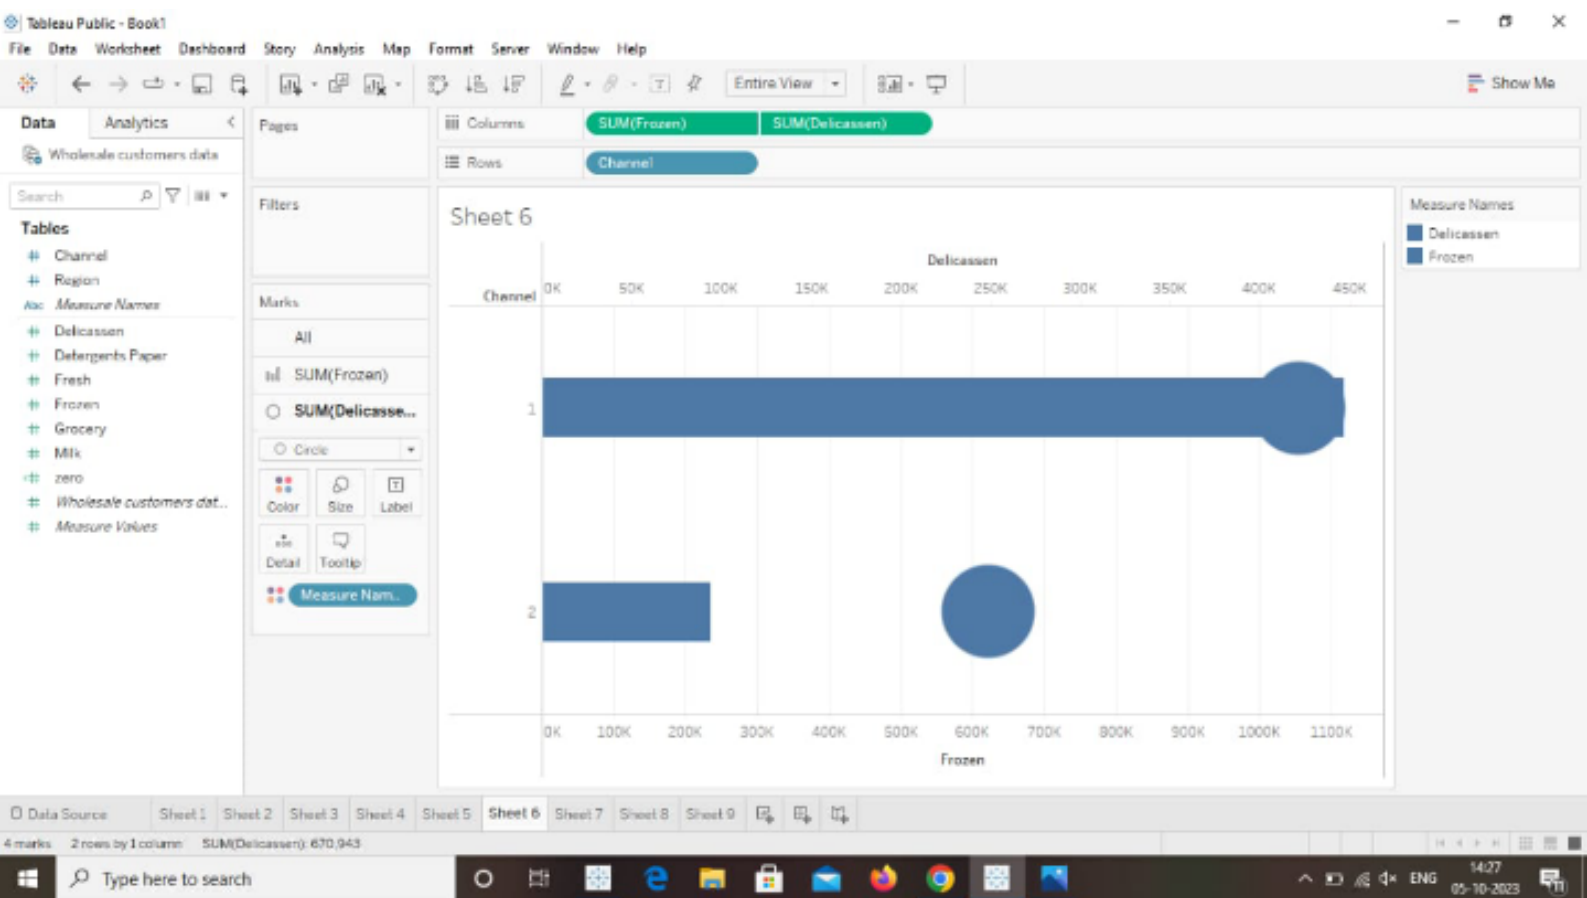 Tableau Public - Book1
File Data Worksheet Dashboard Story Analysis Map Format Server Window Help
Entire View
Show Me
Data Analytics
Pages
Columns SUM(Frozen) SUM(Delicassen)
Wholesale customers data
Rows Channel
Search
Filters
Sheet 6
Measure Names
Delicassen
Frozen
Tables
Channel
Region
Abc Measure Names
Delicassen
Detergents Paper
Fresh
Frozen
Grocery
Milk
zero
Wholesale customers dat...
Measure Values
Marks
All
SUM(Frozen)
SUM(Delicasse...
Circle
Color Size Label
Detail Tooltip
Measure Nam..
Delicassen
Channel 0K 50K 100K 150K 200K 250K 300K 350K 400K 450K
1
2
0K 100K 200K 300K 400K 500K 600K 700K 800K 900K 1000K 1100K
Frozen
Data Source Sheet 1 Sheet 2 Sheet 3 Sheet 4 Sheet 5 Sheet 6 Sheet 7 Sheet 8 Sheet 9
4 marks 2 rows by 1 column SUM(Delicassen): 670,943
Type here to search
ENG
14:27
05-10-2023